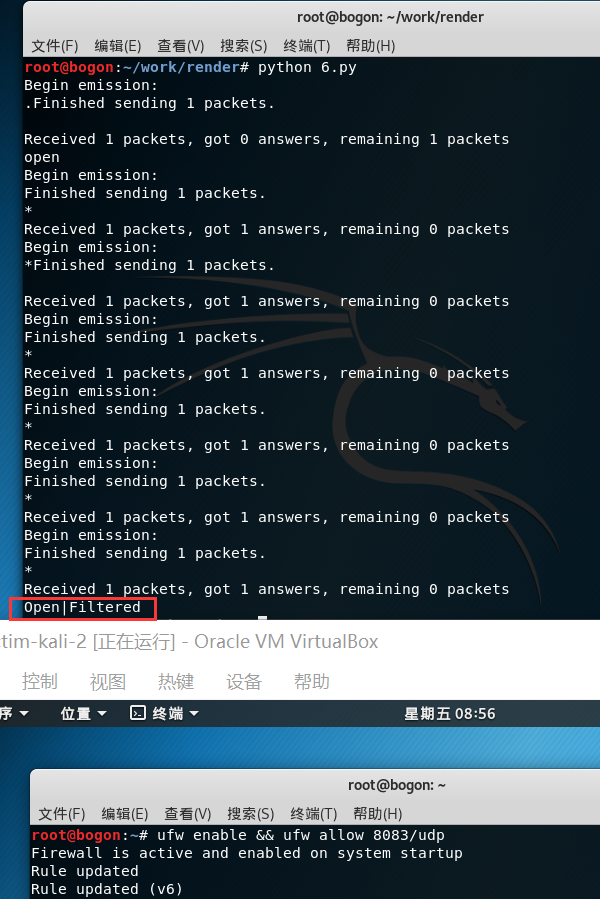 root@bogon: ~/work/render
文件(F) 编辑(E) 查看(V) 搜索(S) 终端(T) 帮助(H)
root@bogon:~/work/render# python 6.py
Begin emission:
.Finished sending 1 packets.
Received 1 packets, got 0 answers, remaining 1 packets
open
Begin emission:
Finished sending 1 packets.
*
Received 1 packets, got 1 answers, remaining 0 packets
Begin emission:
*Finished sending 1 packets.
Received 1 packets, got 1 answers, remaining 0 packets
Begin emission:
Finished sending 1 packets.
*
Received 1 packets, got 1 answers, remaining 0 packets
Begin emission:
Finished sending 1 packets.
*
Received 1 packets, got 1 answers, remaining 0 packets
Begin emission:
Finished sending 1 packets.
*
Received 1 packets, got 1 answers, remaining 0 packets
Begin emission:
Finished sending 1 packets.
*
Received 1 packets, got 1 answers, remaining 0 packets
Open|Filtered
ctim-kali-2 [正在运行] - Oracle VM VirtualBox
控制 视图 热键 设备 帮助
序 位置 终端 星期五 08:56
root@bogon: ~
文件(F) 编辑(E) 查看(V) 搜索(S) 终端(T) 帮助(H)
root@bogon:~# ufw enable && ufw allow 8083/udp
Firewall is active and enabled on system startup
Rule updated
Rule updated (v6)